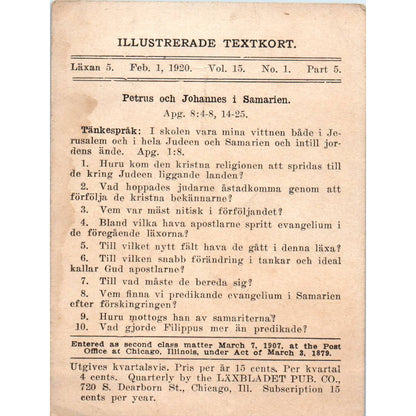 ILLUSTRERADE TEXTKORT.
Läxan 5. Feb. 1, 1920. Vol. 15. No. 1. Part 5.
Petrus och Johannes i Samarien.
Apg. 8:4-8, 14-25.
Tänkespråk: I skolen vara mina vittnen både i Je-
rusalem och i hela Judeen och Samarien och intill jor-
dens ände. Apg. 1:8.
1. Huru kom den kristna religionen att spridas till
de kring Judeen liggande landen?
2. Vad hoppades judarne åstadkomma genom att
förfölja de kristna bekännarne?
3. Vem var mäst nitisk i förföljandet?
4. Bland vilka hava apostlarne spritt evangelium i
de föregående läxorna?
5. Till vilket nytt fält hava de gått i denna läxa?
6. Till vilken snabb förändring i tankar och ideal
kallar Gud apostlarne?
7. Till vad måste de bereda sig?
8. Vem finna vi predikande evangelium i Samarien
efter förskingringen?
9. Huru mottogs han av samariterna?
10. Vad gjorde Filippus mer än predikade?
Entered as second class matter March 7, 1907, at the Post
Office at Chicago, Illinois, under Act of March 3, 1879.
Utgives kvartalsvis. Pris per år 15 cents. Per kvartal
4 cents. Quarterly by the LÄXBLADET PUB. CO.,
720 S. Dearborn St., Chicago, Ill. Subscription 15
cents per year.